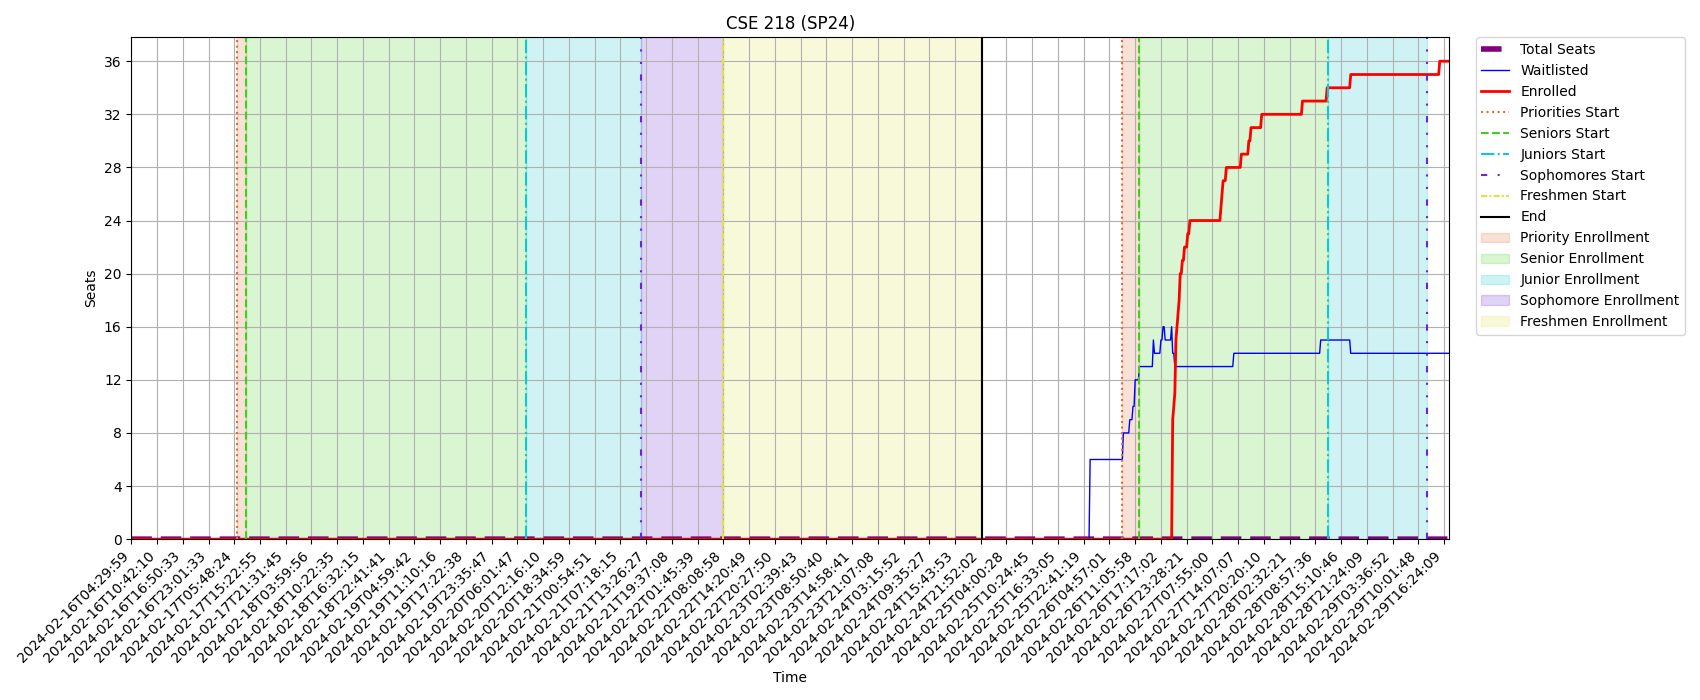 CSE 218 (SP24)
Seats
36
32
28
24
20
16
12
8
4
0
2024-02-16T04:29:59
2024-02-16T10:42:10
2024-02-16T16:50:33
2024-02-16T23:01:33
2024-02-17T05:48:24
2024-02-17T15:22:55
2024-02-17T21:31:45
2024-02-18T03:59:56
2024-02-18T10:22:35
2024-02-18T16:32:15
2024-02-18T22:41:41
2024-02-19T04:59:42
2024-02-19T11:10:16
2024-02-19T17:22:38
2024-02-19T23:35:47
2024-02-20T06:01:47
2024-02-20T12:16:10
2024-02-20T18:34:59
2024-02-21T00:54:51
2024-02-21T07:18:15
2024-02-21T13:26:27
2024-02-21T19:37:08
2024-02-22T01:45:39
2024-02-22T08:08:58
2024-02-22T14:20:49
2024-02-22T20:27:50
2024-02-23T02:39:43
2024-02-23T08:50:40
2024-02-23T14:58:41
2024-02-23T21:07:08
2024-02-24T03:15:52
2024-02-24T09:35:27
2024-02-24T15:43:53
2024-02-24T21:52:02
2024-02-25T04:00:28
2024-02-25T10:24:45
2024-02-25T16:33:05
2024-02-25T22:41:19
2024-02-26T04:57:01
2024-02-26T11:05:58
2024-02-26T17:17:02
2024-02-26T23:28:21
2024-02-27T07:55:00
2024-02-27T14:07:07
2024-02-27T20:20:10
2024-02-28T02:32:21
2024-02-28T08:57:36
2024-02-28T15:10:46
2024-02-28T21:24:09
2024-02-29T03:36:52
2024-02-29T10:01:48
2024-02-29T16:24:09
Time
Total Seats
Waitlisted
Enrolled
Priorities Start
Seniors Start
Juniors Start
Sophomores Start
Freshmen Start
End
Priority Enrollment
Senior Enrollment
Junior Enrollment
Sophomore Enrollment
Freshmen Enrollment